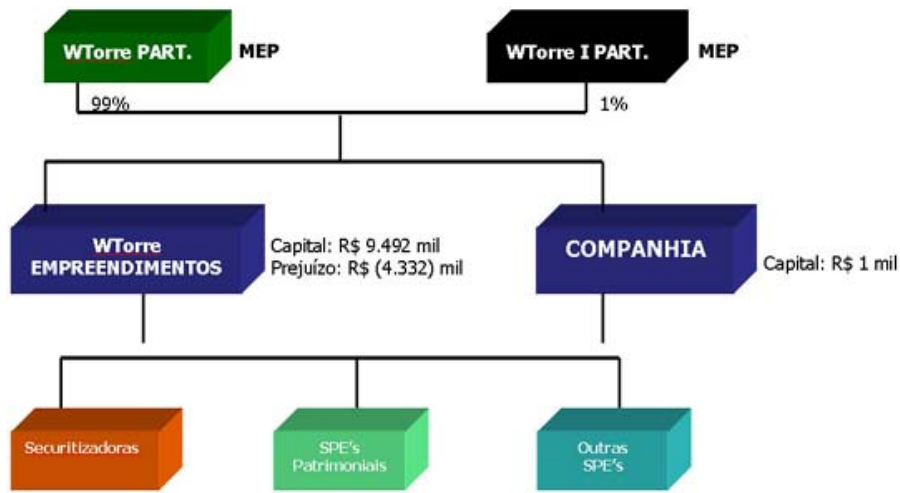 WTorre PART.
MEP
WTorre I PART.
MEP
99%
1%
WTorre
EMPREENDIMENTOS
Capital: R$ 9.492 mil
Prejuízo: R$ (4.332) mil
COMPANHIA
Capital: R$ 1 mil
Securitizadoras
SPE's
Patrimoniais
Outras
SPE's